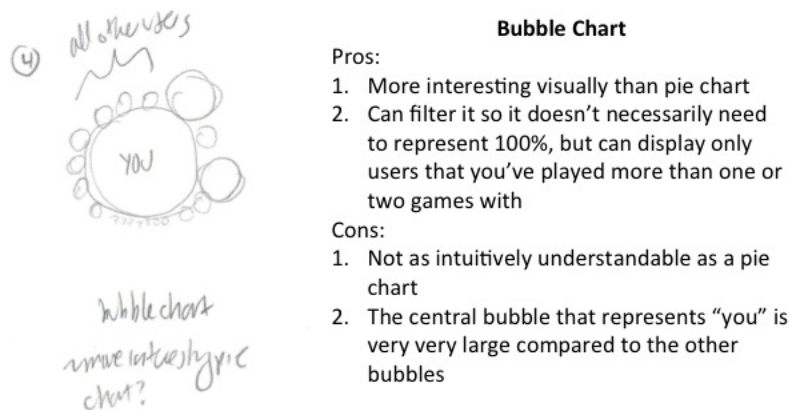 ④
all other users
YOU
bubble chart
more interesting pie
chart?
Bubble Chart
Pros:
1. More interesting visually than pie chart
2. Can filter it so it doesn’t necessarily need
to represent 100%, but can display only
users that you’ve played more than one or
two games with
Cons:
1. Not as intuitively understandable as a pie
chart
2. The central bubble that represents “you” is
very very large compared to the other
bubbles